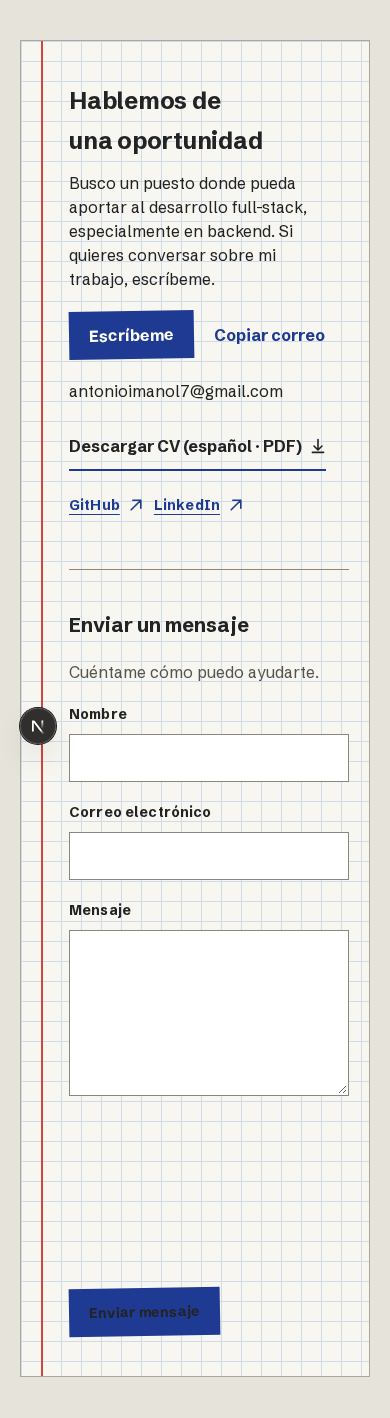 Hablemos de
una oportunidad
Busco un puesto donde pueda
aportar al desarrollo full-stack,
especialmente en backend. Si
quieres conversar sobre mi
trabajo, escríbeme.
Escríbeme Copiar correo
antonioimanol7@gmail.com
Descargar CV (español · PDF)
GitHub LinkedIn
Enviar un mensaje
Cuéntame cómo puedo ayudarte.
Nombre
N
Correo electrónico
Mensaje
Enviar mensaje